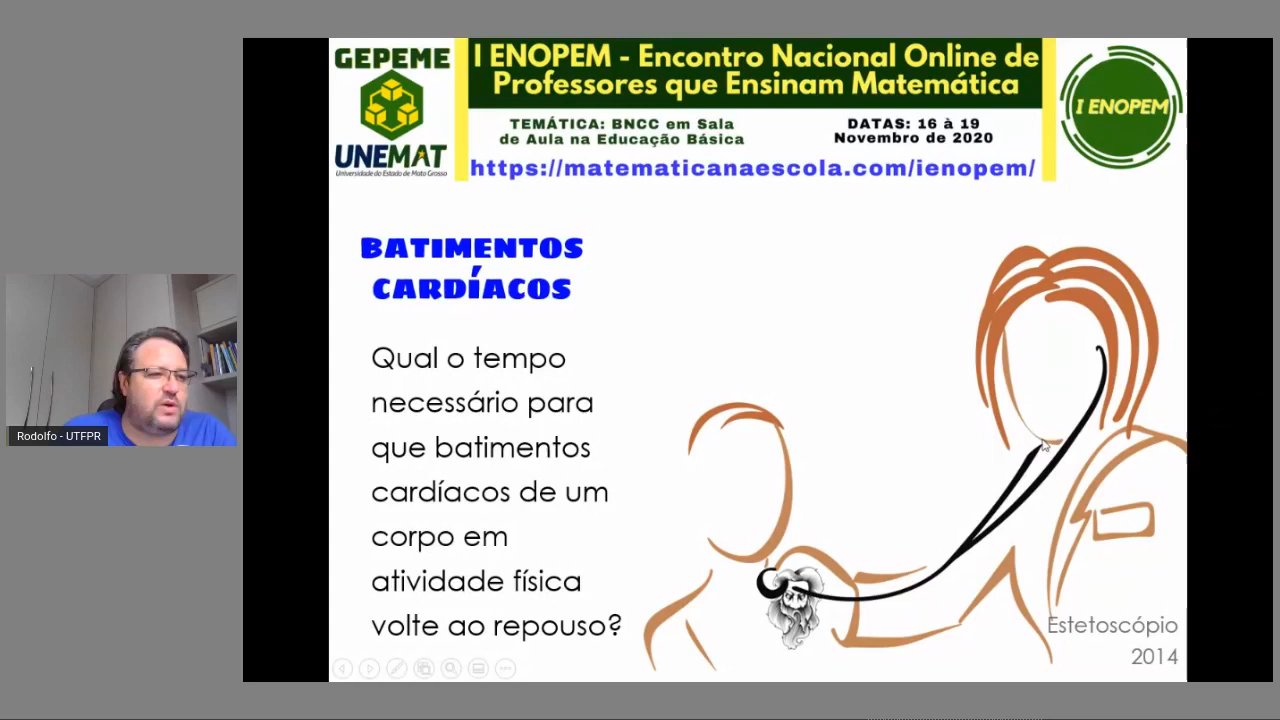 GEPEME
UNEMAT
Universidade do Estado de Mato Grosso
I ENOPEM - Encontro Nacional Online de
Professores que Ensinam Matemática
TEMÁTICA: BNCC em Sala
de Aula na Educação Básica
DATAS: 16 à 19
Novembro de 2020
https://matematicanaescola.com/ienopem/
I ENOPEM
BATIMENTOS
CARDÍACOS
Qual o tempo
necessário para
que batimentos
cardíacos de um
corpo em
atividade física
volte ao repouso?
Estetoscópio
2014
Rodolfo - UTFPR